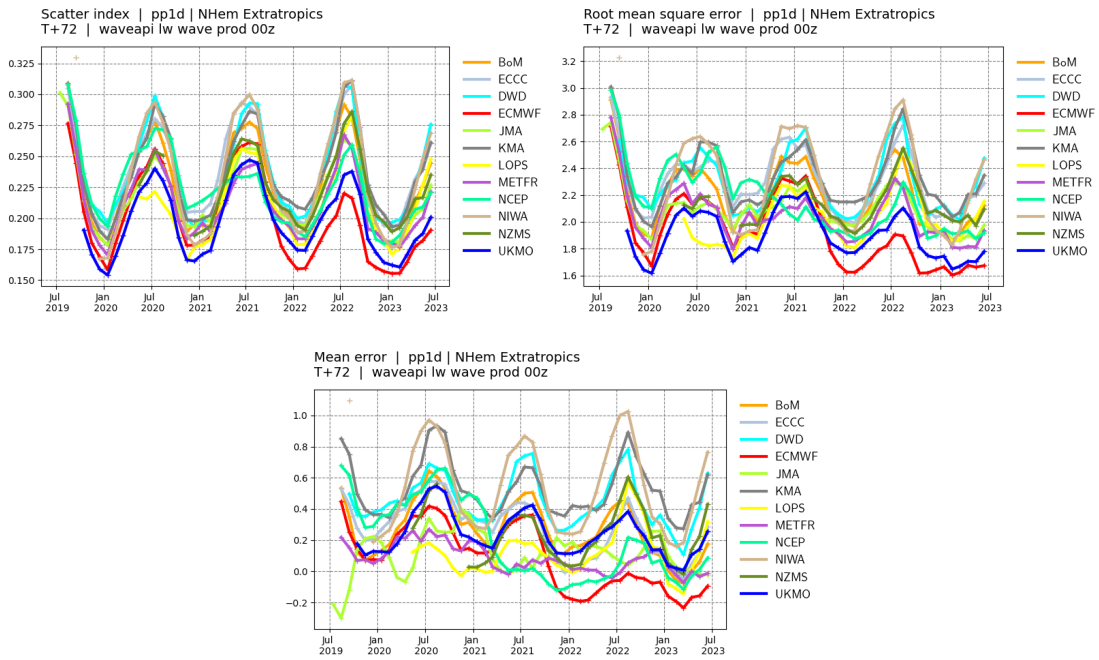 Scatter index | pp1d | NHem Extratropics
T+72 | waveapi lw wave prod 00z
0.325
0.300
0.275
0.250
0.225
0.200
0.175
0.150
Jul 2019
Jan 2020
Jul 2020
Jan 2021
Jul 2021
Jan 2022
Jul 2022
Jan 2023
Jul 2023
BoM
ECCC
DWD
ECMWF
JMA
KMA
LOPS
METFR
NCEP
NIWA
NZMS
UKMO
Root mean square error | pp1d | NHem Extratropics
T+72 | waveapi lw wave prod 00z
3.2
3.0
2.8
2.6
2.4
2.2
2.0
1.8
1.6
Jul 2019
Jan 2020
Jul 2020
Jan 2021
Jul 2021
Jan 2022
Jul 2022
Jan 2023
Jul 2023
BoM
ECCC
DWD
ECMWF
JMA
KMA
LOPS
METFR
NCEP
NIWA
NZMS
UKMO
Mean error | pp1d | NHem Extratropics
T+72 | waveapi lw wave prod 00z
1.0
0.8
0.6
0.4
0.2
0.0
−0.2
Jul 2019
Jan 2020
Jul 2020
Jan 2021
Jul 2021
Jan 2022
Jul 2022
Jan 2023
Jul 2023
BoM
ECCC
DWD
ECMWF
JMA
KMA
LOPS
METFR
NCEP
NIWA
NZMS
UKMO